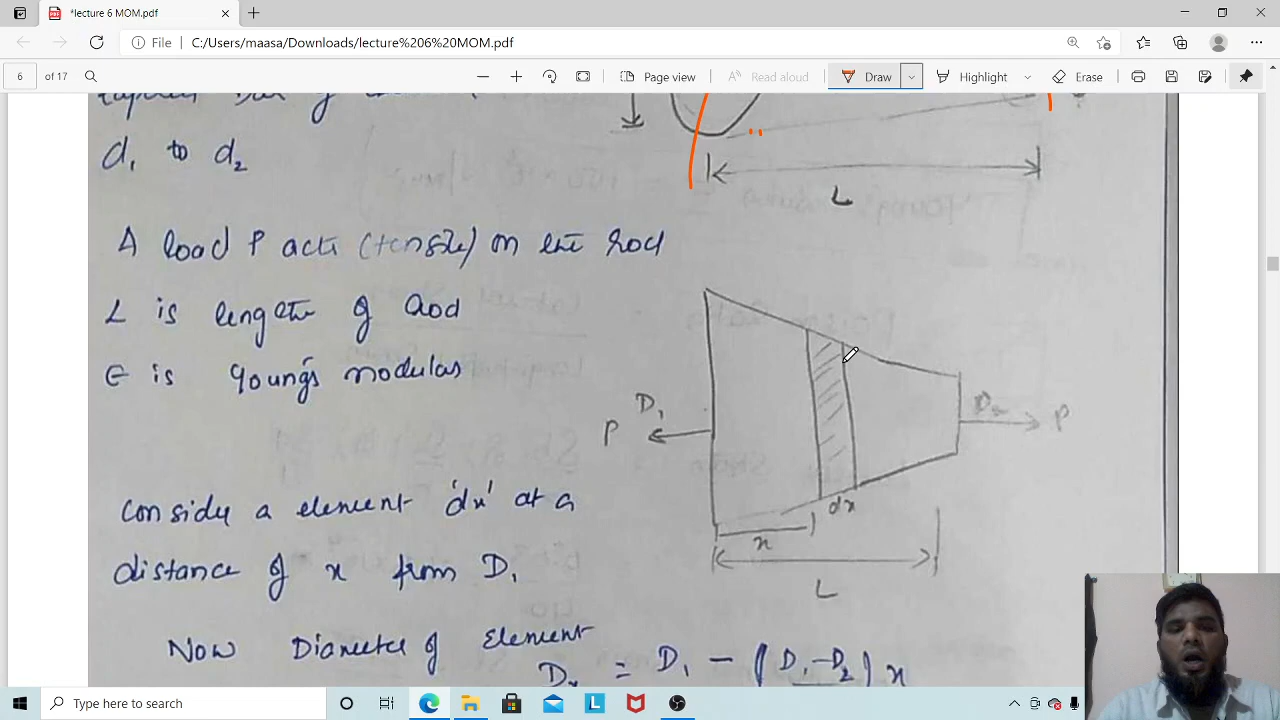 *lecture 6 MOM.pdf
File C:/Users/maasa/Downloads/lecture%206%20MOM.pdf
6 of 17
Page view
Read aloud
Draw
Highlight
Erase
d1 to d2
L
A load P acts (tensile) on the rod
L is length of rod
E is young's modulas
D1
P
D2
P
dx
x
L
Consider a element 'dx' at a
distance of x from D1
Now Diameter of Element
Dx = D1 - (D1-D2) x
Type here to search